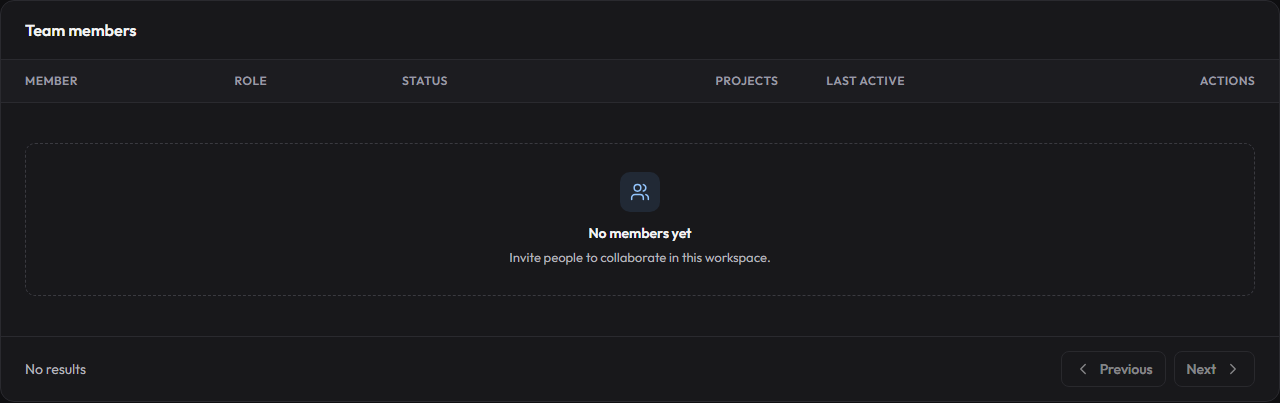 Team members
MEMBER ROLE STATUS PROJECTS LAST ACTIVE ACTIONS
No members yet
Invite people to collaborate in this workspace.
No results Previous Next